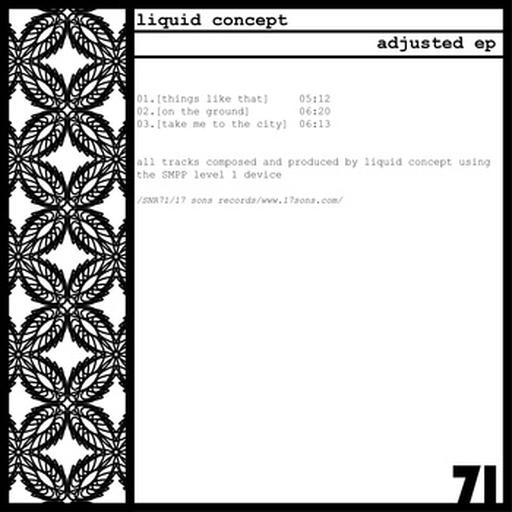 liquid concept
adjusted ep
01.[things like that] 05:12
02.[on the ground] 06:20
03.[take me to the city] 06:13
all tracks composed and produced by liquid concept using
the SMPP level 1 device
/SNR71/17 sons records/www.17sons.com/
71